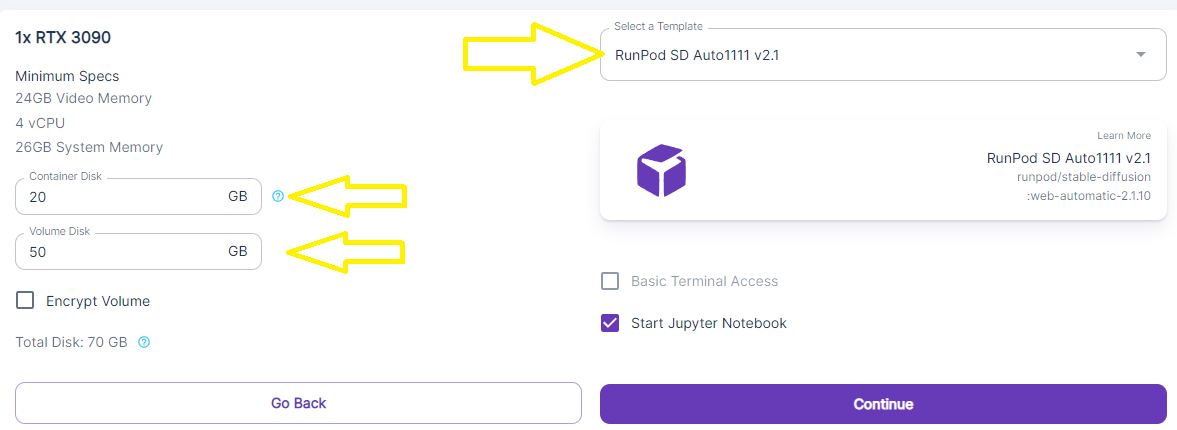 1x RTX 3090
Minimum Specs
24GB Video Memory
4 vCPU
26GB System Memory
Container Disk
20 GB
?
Volume Disk
50 GB
Encrypt Volume
Total Disk: 70 GB ?
Go Back
Select a Template
RunPod SD Auto1111 v2.1
Learn More
RunPod SD Auto1111 v2.1
runpod/stable-diffusion
:web-automatic-2.1.10
Basic Terminal Access
Start Jupyter Notebook
Continue